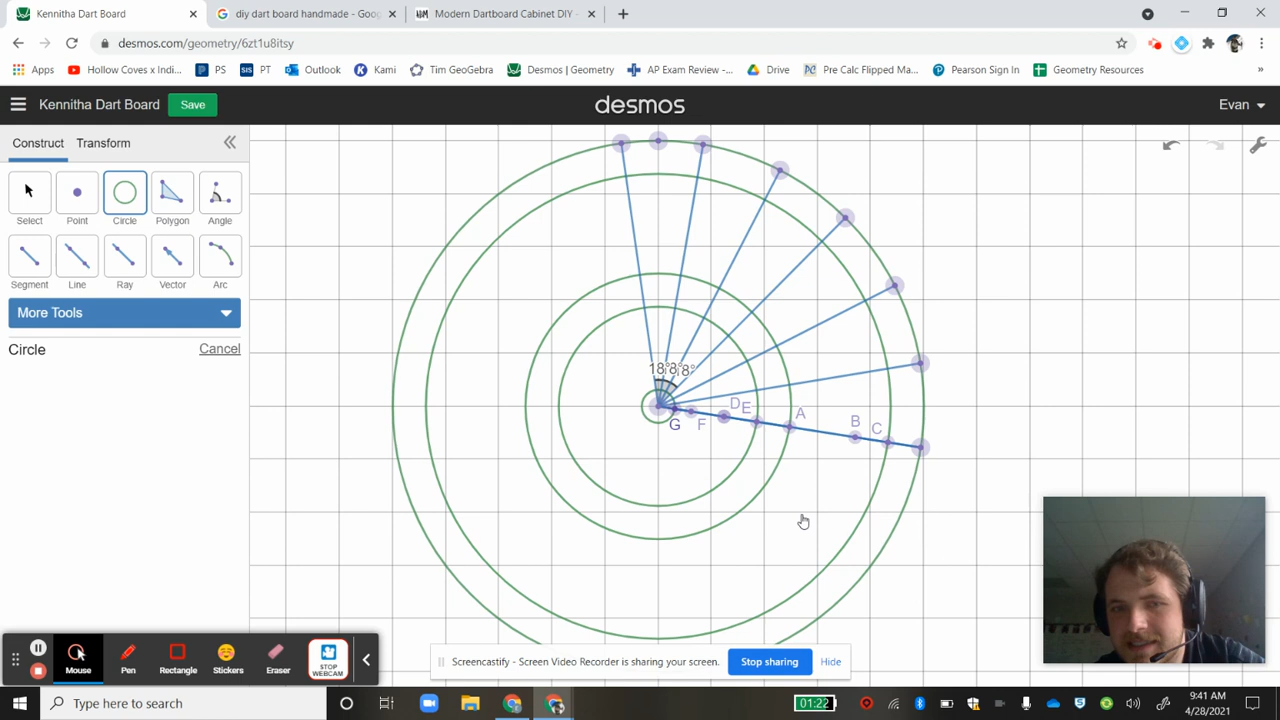 Kennitha Dart Board
diy dart board handmade - Goog
Modern Dartboard Cabinet DIY -
desmos.com/geometry/6zt1u8itsy
Apps
Hollow Coves x Indi...
PS
PT
Outlook
Kami
Tim GeoGebra
Desmos | Geometry
AP Exam Review -...
Drive
Pre Calc Flipped Ma...
Pearson Sign In
Geometry Resources
Kennitha Dart Board
Save
desmos
Evan
Construct
Transform
Select
Point
Circle
Polygon
Angle
Segment
Line
Ray
Vector
Arc
More Tools
Circle
Cancel
D
E
A
B
C
G
F
Mouse
Pen
Rectangle
Stickers
Eraser
STOP
WEBCAM
Screencastify - Screen Video Recorder is sharing your screen.
Stop sharing
Hide
Type here to search
01:22
9:41 AM
4/28/2021